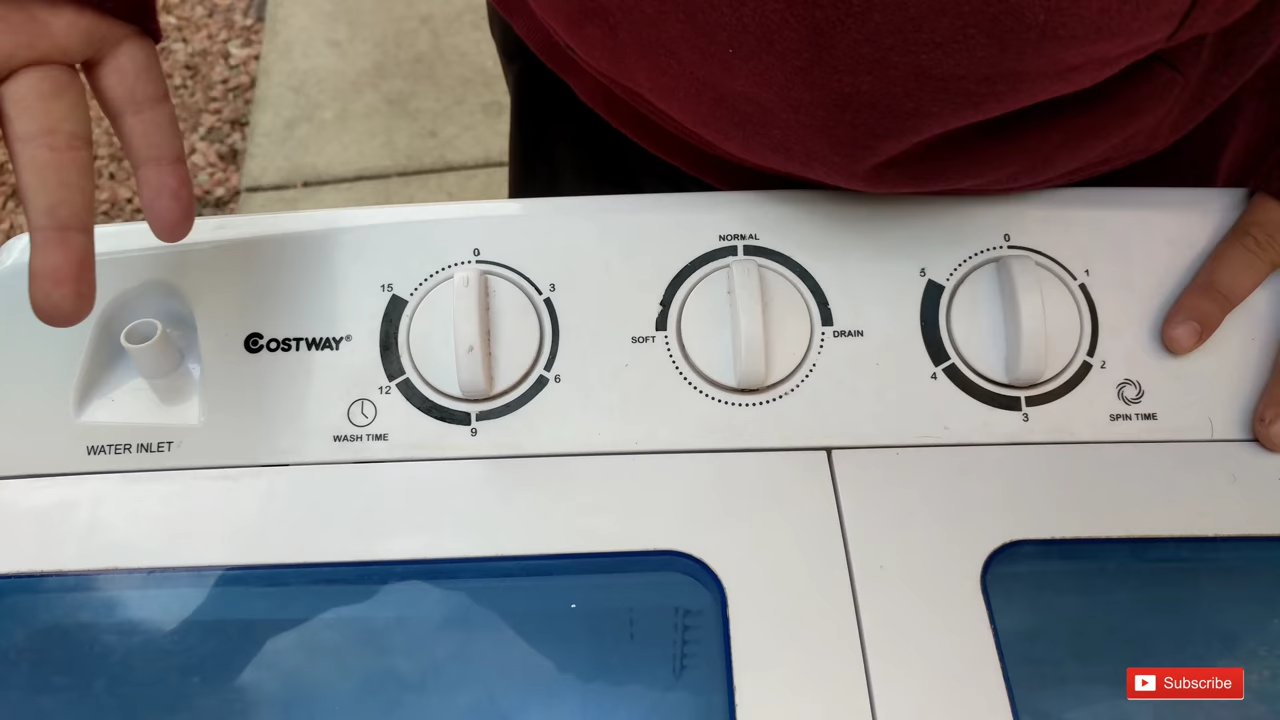 COSTWAY®
WATER INLET
0
3
6
9
12
15
WASH TIME
NORMAL
SOFT
DRAIN
0
1
2
3
4
5
SPIN TIME
Subscribe